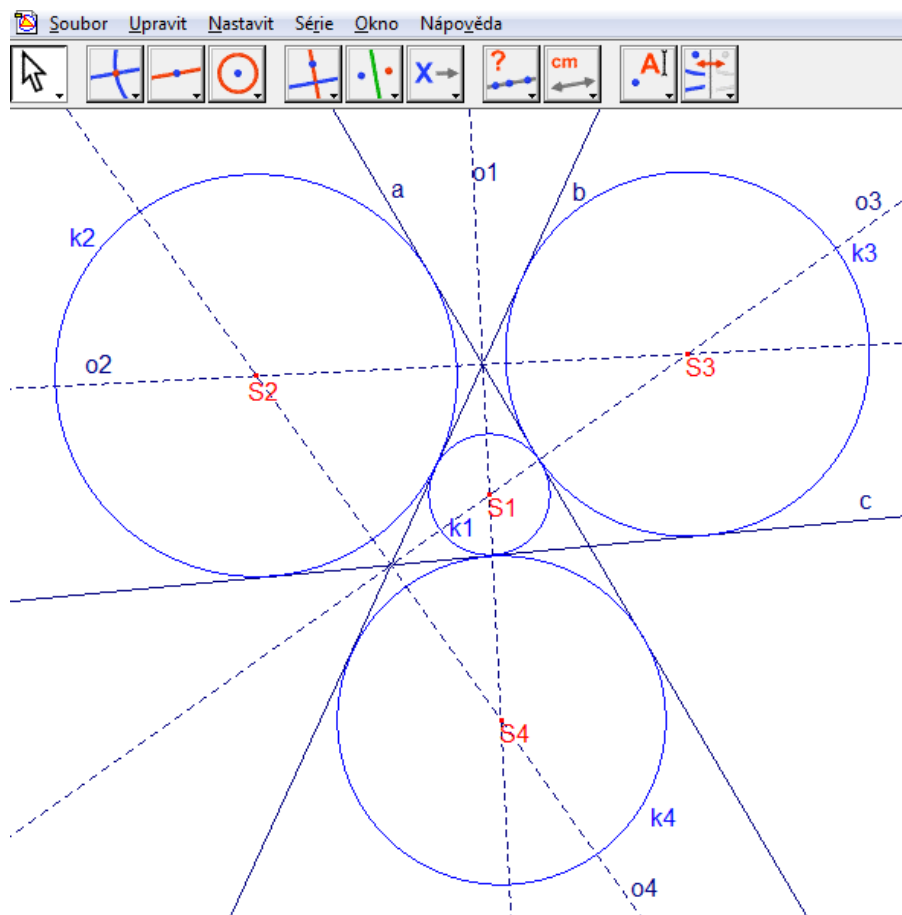 Soubor Upravit Nastavit Série Okno Nápověda
X ? cm A
a o1 b o3
k2 k3
o2
S2 S3
S1 c
k1
S4
k4
o4